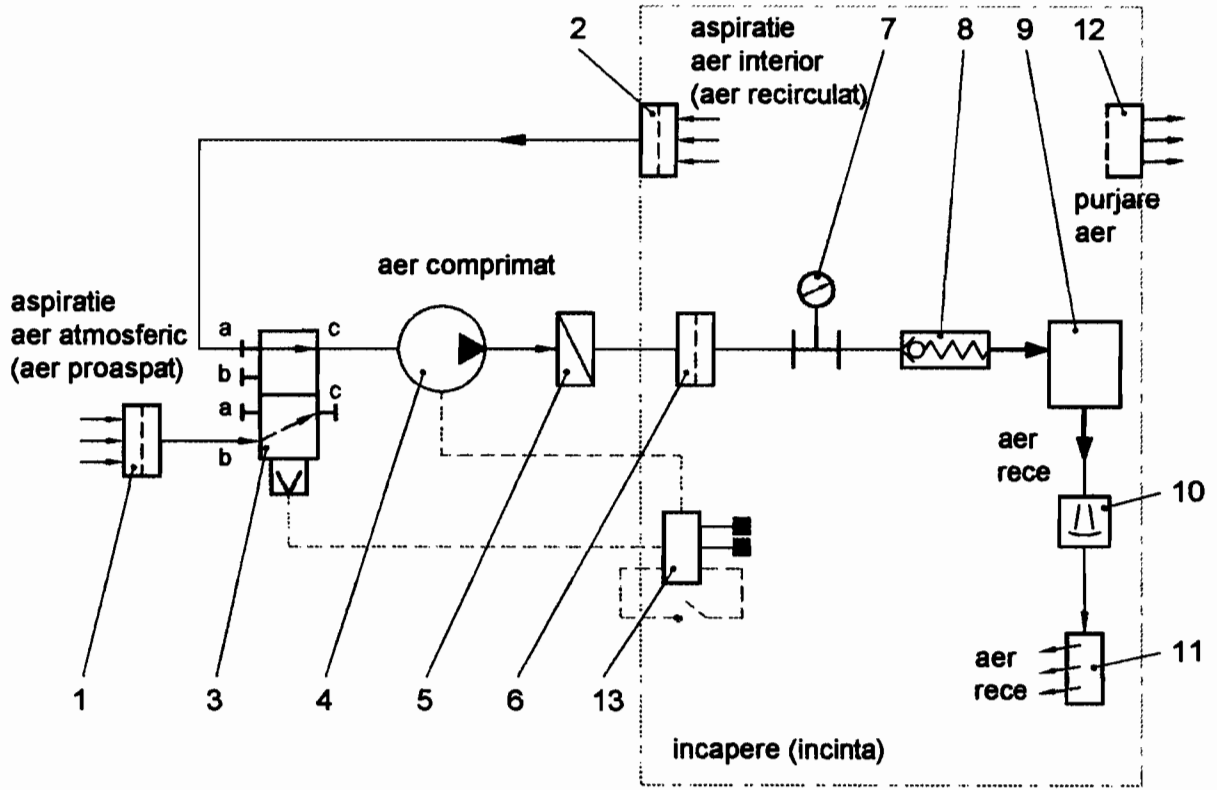 2
aspiratie
aer interior
(aer recirculat)
7
8
9
12
purjare
aer
aer comprimat
aspiratie
aer atmosferic
(aer proaspat)
a
c
b
a
c
b
aer
rece
10
aer
rece
11
1
3
4
5
6
13
incapere (incinta)